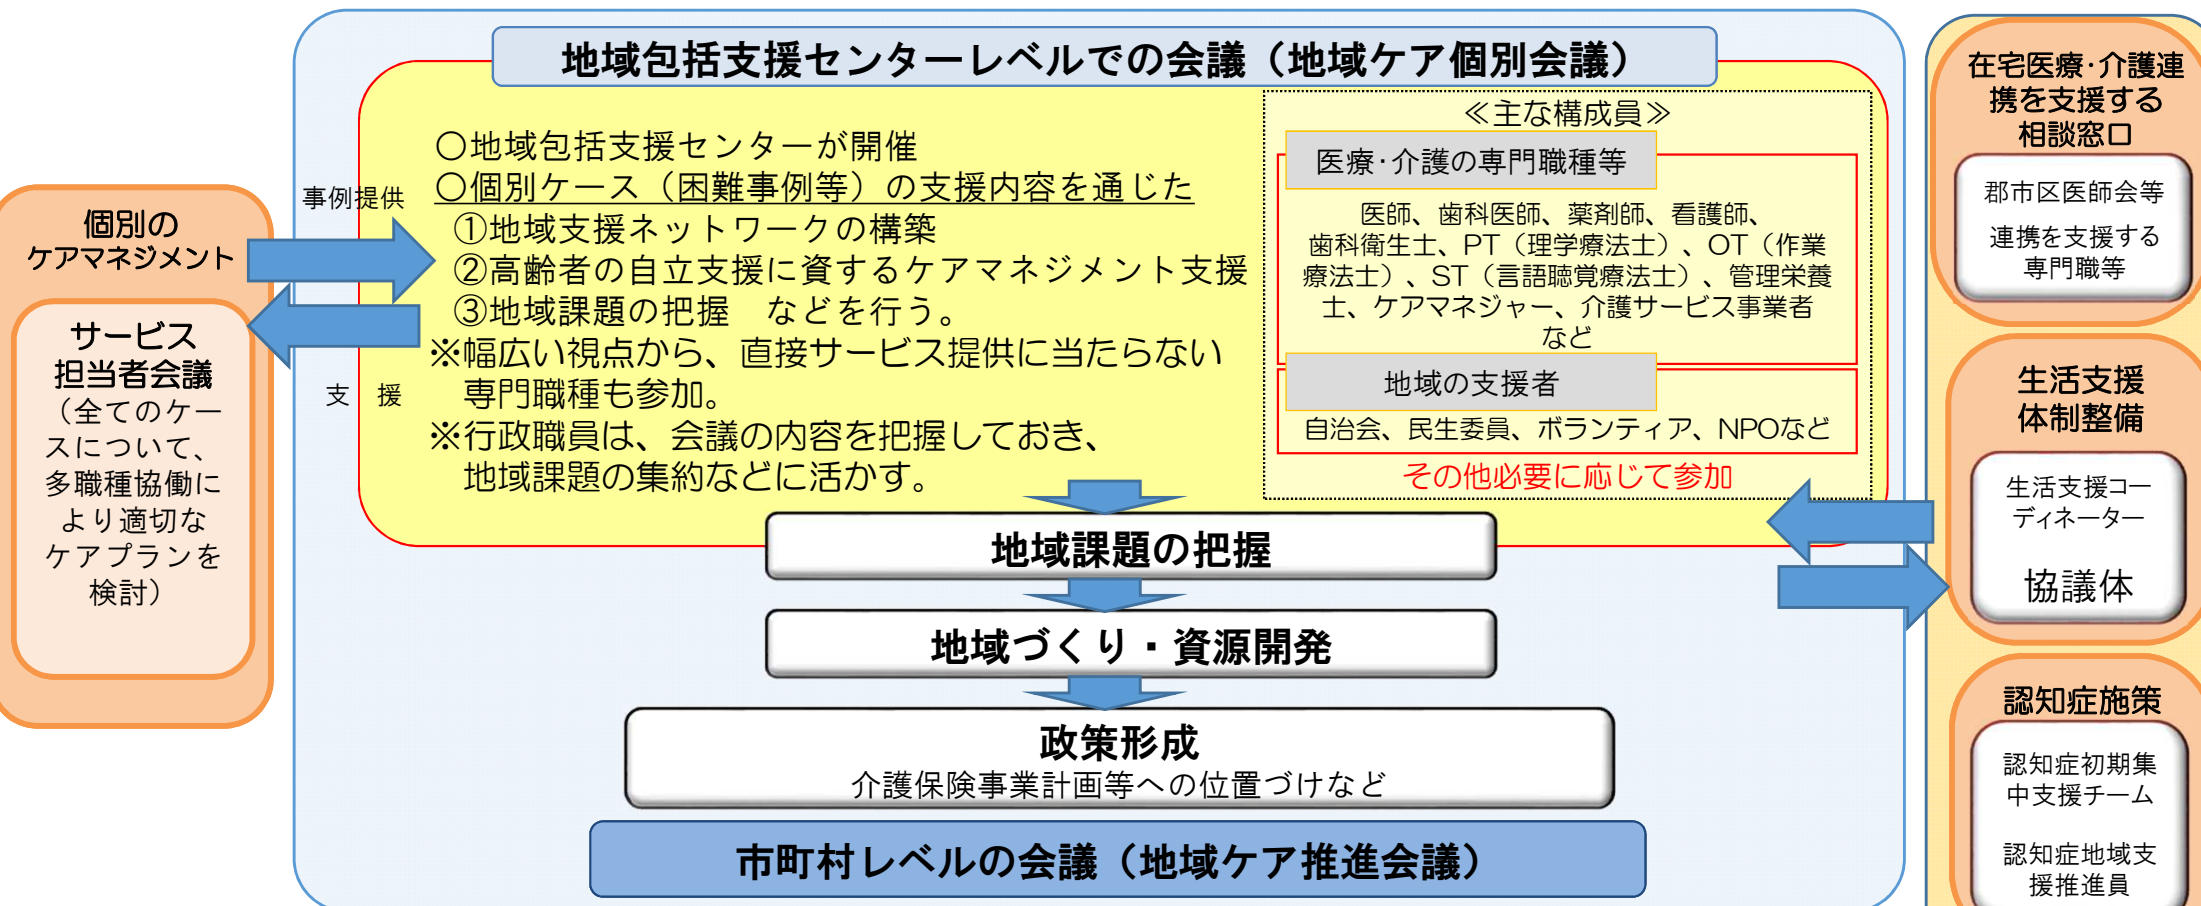 地域包括支援センターレベルでの会議（地域ケア個別会議）
個別の
ケアマネジメント
サービス
担当者会議
（全てのケー
スについて、
多職種協働に
より適切な
ケアプランを
検討）
事例提供
支　援
〇地域包括支援センターが開催
〇個別ケース（困難事例等）の支援内容を通じた
①地域支援ネットワークの構築
②高齢者の自立支援に資するケアマネジメント支援
③地域課題の把握　などを行う。
※幅広い視点から、直接サービス提供に当たらない
専門職種も参加。
※行政職員は、会議の内容を把握しておき、
地域課題の集約などに活かす。
≪主な構成員≫
医療･介護の専門職種等
医師、歯科医師、薬剤師、看護師、
歯科衛生士、PT（理学療法士）、OT（作業
療法士）、ST（言語聴覚療法士）、管理栄養
士、ケアマネジャー、介護サービス事業者
など
地域の支援者
自治会、民生委員、ボランティア、NPOなど
その他必要に応じて参加
地域課題の把握
地域づくり・資源開発
政策形成
介護保険事業計画等への位置づけなど
市町村レベルの会議（地域ケア推進会議）
在宅医療･介護連
携を支援する
相談窓口
郡市区医師会等
連携を支援する
専門職等
生活支援
体制整備
生活支援コー
ディネーター
協議体
認知症施策
認知症初期集
中支援チーム
認知症地域支
援推進員